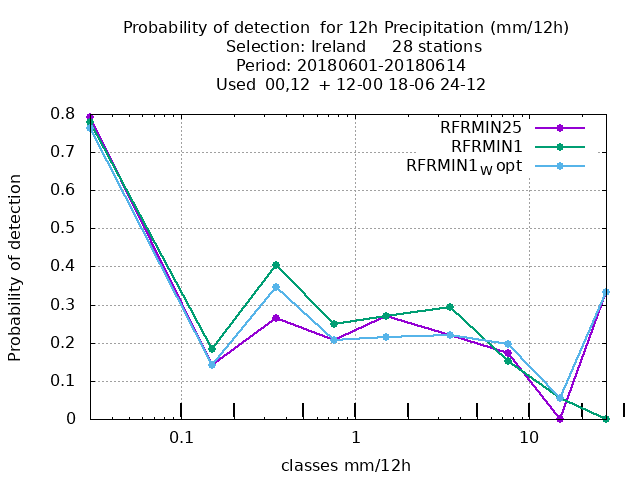 Probability of detection  for 12h Precipitation (mm/12h)
Selection: Ireland     28 stations
Period: 20180601-20180614
Used  00,12  + 12-00 18-06 24-12
RFRMIN25
RFRMIN1
RFRMIN1w opt
Probability of detection
0.8
0.7
0.6
0.5
0.4
0.3
0.2
0.1
0
0.1 1 10
classes mm/12h